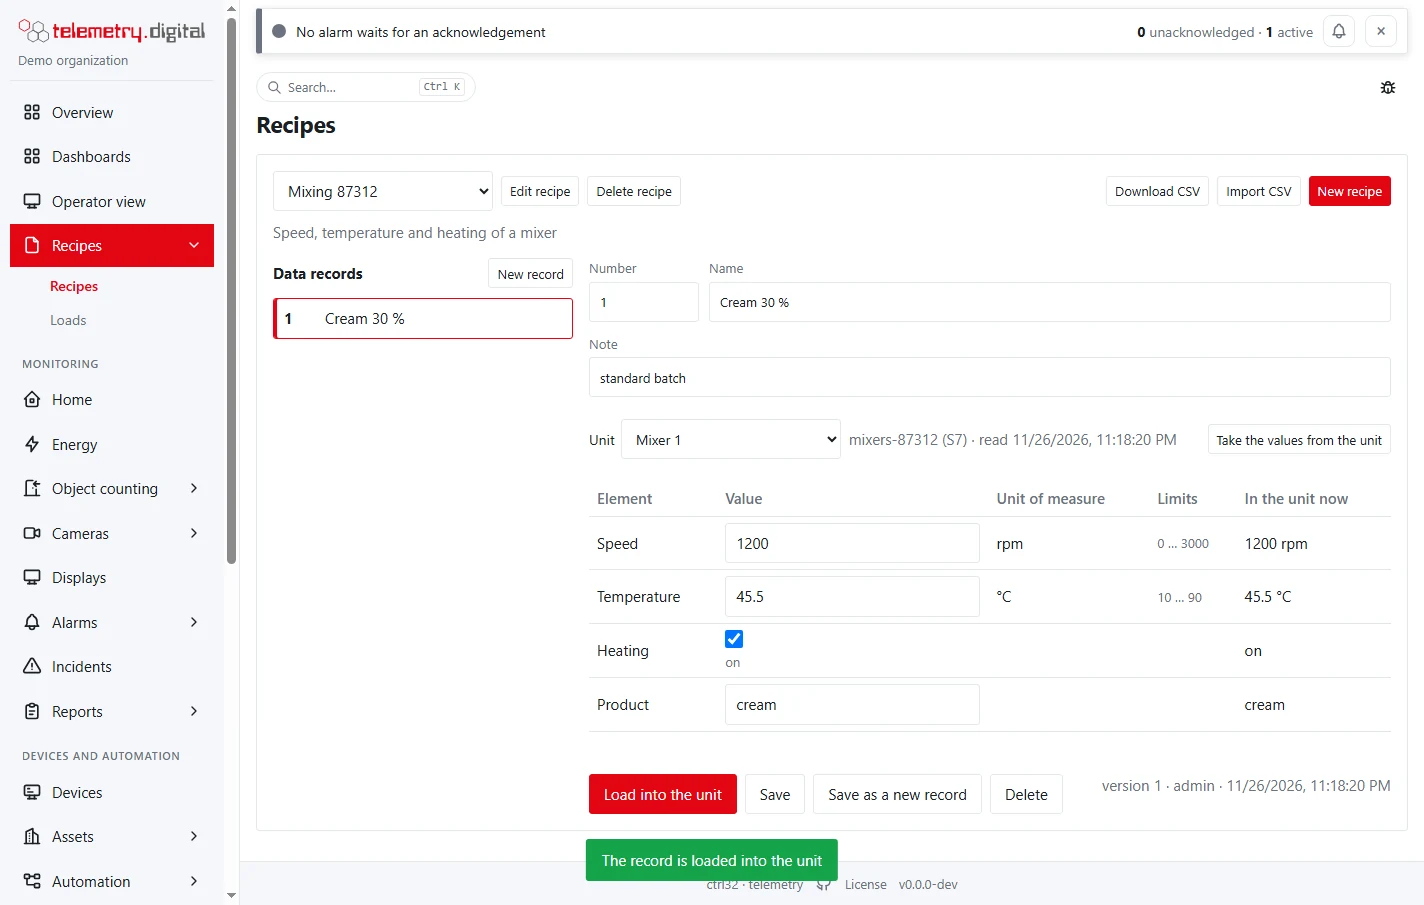 telemetry.digital
Demo organization
Overview
Dashboards
Operator view
Recipes
Recipes
Loads
MONITORING
Home
Energy
Object counting
Cameras
Displays
Alarms
Incidents
Reports
DEVICES AND AUTOMATION
Devices
Assets
Automation
No alarm waits for an acknowledgement
0 unacknowledged · 1 active
Search... Ctrl K
Recipes
Mixing 87312 Edit recipe Delete recipe Download CSV Import CSV New recipe
Speed, temperature and heating of a mixer
Data records New record
1 Cream 30 %
Number Name
1 Cream 30 %
Note
standard batch
Unit Mixer 1 mixers-87312 (S7) · read 11/26/2026, 11:18:20 PM Take the values from the unit
Element Value Unit of measure Limits In the unit now
Speed 1200 rpm 0 ... 3000 1200 rpm
Temperature 45.5 °C 10 ... 90 45.5 °C
Heating on on
Product cream cream
Load into the unit Save Save as a new record Delete version 1 · admin · 11/26/2026, 11:18:20 PM
The record is loaded into the unit
ctrl32 · telemetry License v0.0.0-dev